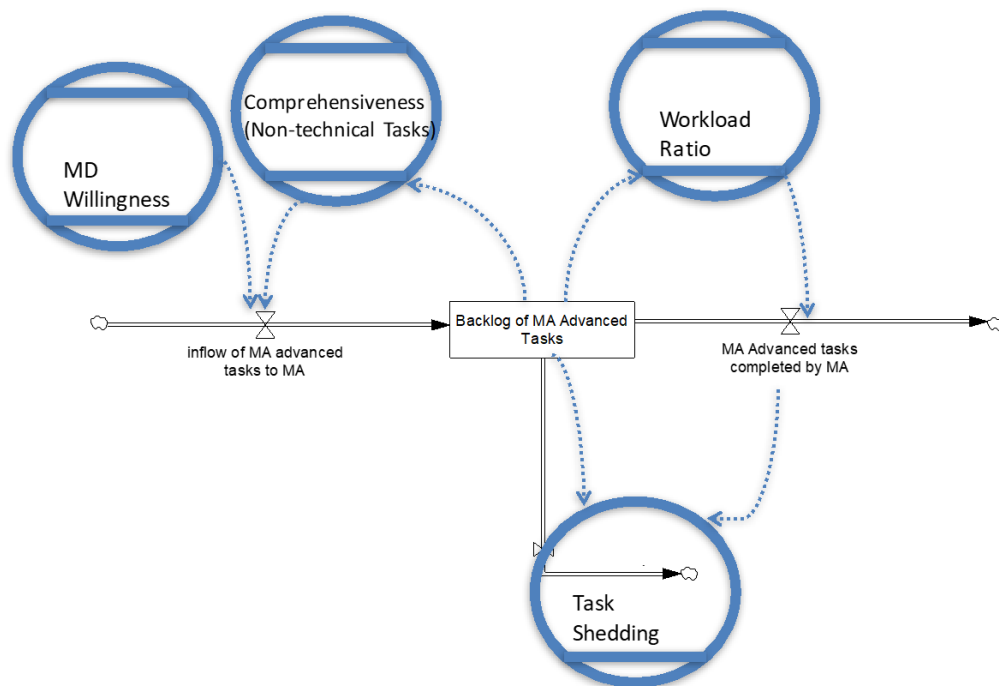 Comprehensiveness
(Non-technical Tasks)
Workload
Ratio
MD
Willingness
Backlog of MA Advanced
Tasks
inflow of MA advanced
tasks to MA
MA Advanced tasks
completed by MA
Task
Shedding